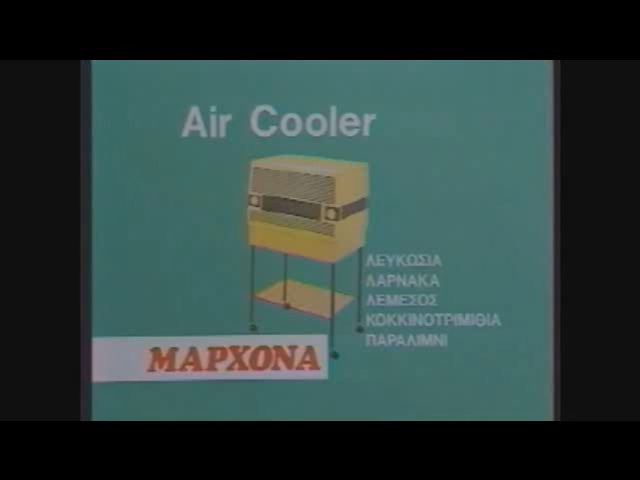 Air Cooler
ΛΕΥΚΩΣΙΑ
ΛΑΡΝΑΚΑ
ΛΕΜΕΣΟΣ
ΚΟΚΚΙΝΟΤΡΙΜΙΘΙΑ
ΠΑΡΑΛΙΜΝΙ
ΜΑΡΧΟΝΑ